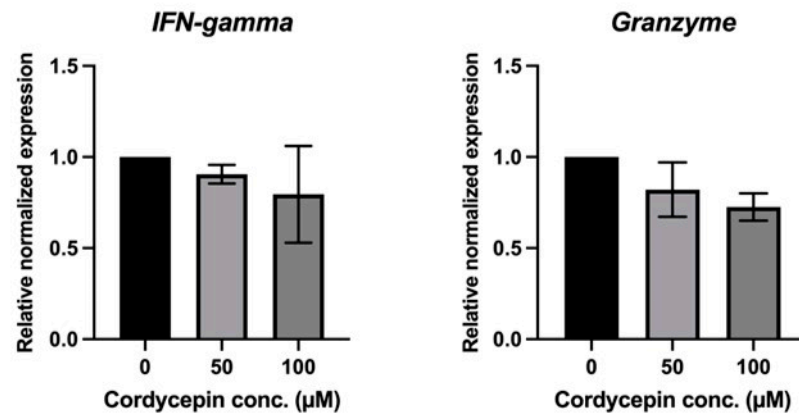 IFN-gamma
Relative normalized expression
1.5
1.0
0.5
0.0
0 50 100
Cordycepin conc. (μM)
Granzyme
Relative normalized expression
1.5
1.0
0.5
0.0
0 50 100
Cordycepin conc. (μM)